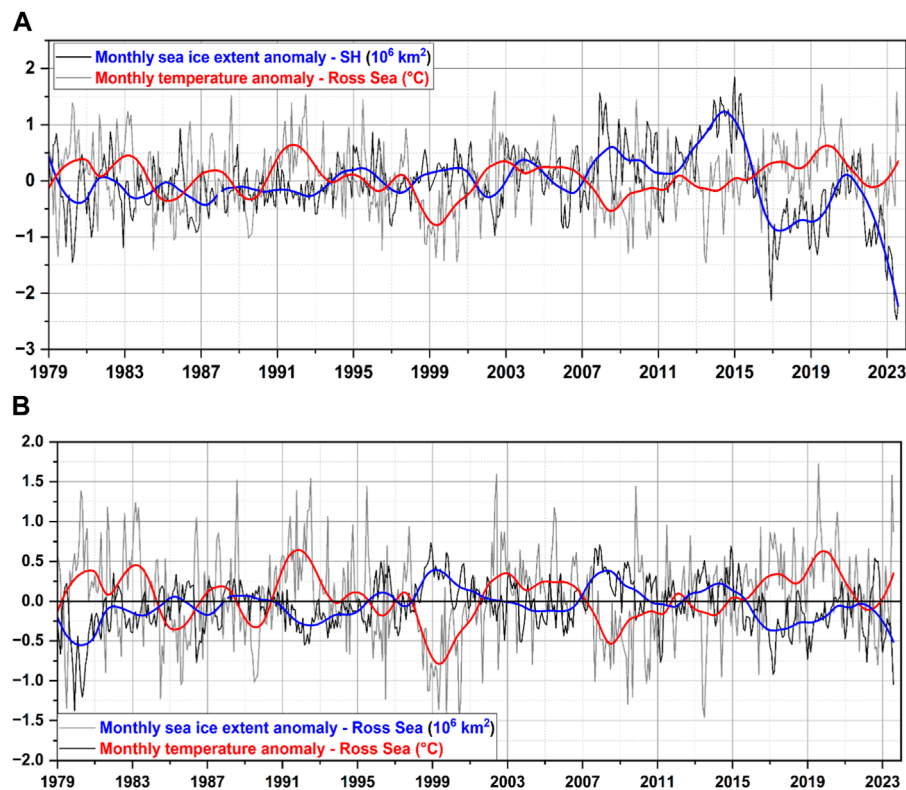 A
Monthly sea ice extent anomaly - SH (10⁶ km²)
Monthly temperature anomaly - Ross Sea (°C)
2
1
0
−1
−2
−3
1979 1983 1987 1991 1995 1999 2003 2007 2011 2015 2019 2023
B
2.0
1.5
1.0
0.5
0.0
−0.5
−1.0
−1.5
−2.0
Monthly sea ice extent anomaly - Ross Sea (10⁶ km²)
Monthly temperature anomaly - Ross Sea (°C)
1979 1983 1987 1991 1995 1999 2003 2007 2011 2015 2019 2023